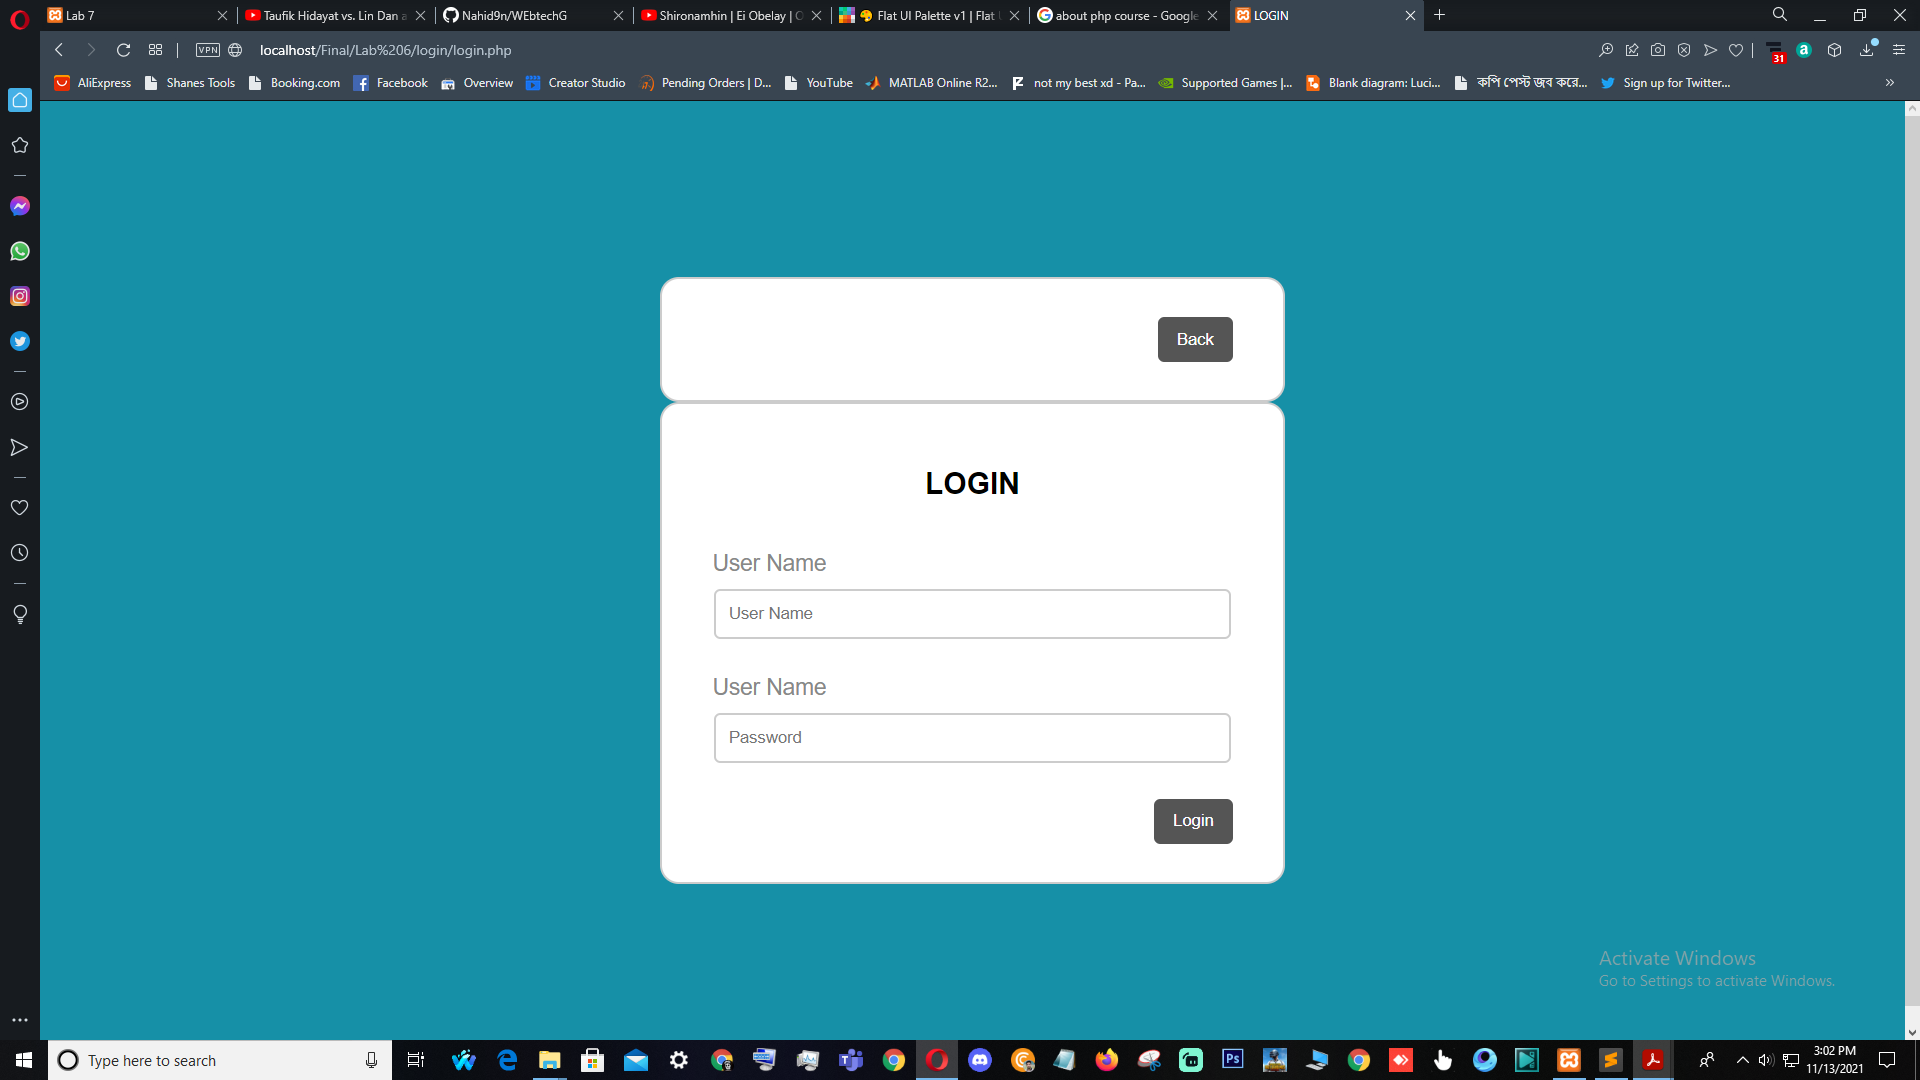 Lab 7
Taufik Hidayat vs. Lin Dan a
Nahid9n/WEbtechG
Shironamhin | Ei Obelay | O
Flat UI Palette v1 | Flat U
about php course - Google
LOGIN
VPN
localhost/Final/Lab%206/login/login.php
31
a
AliExpress
Shanes Tools
Booking.com
Facebook
Overview
Creator Studio
Pending Orders | D...
YouTube
MATLAB Online R2...
not my best xd - Pa...
Supported Games |...
Blank diagram: Luci...
কপি পেস্ট জব করে...
Sign up for Twitter...
Back
LOGIN
User Name
User Name
User Name
Password
Login
Activate Windows
Go to Settings to activate Windows.
Type here to search
Ps
3:02 PM
11/13/2021